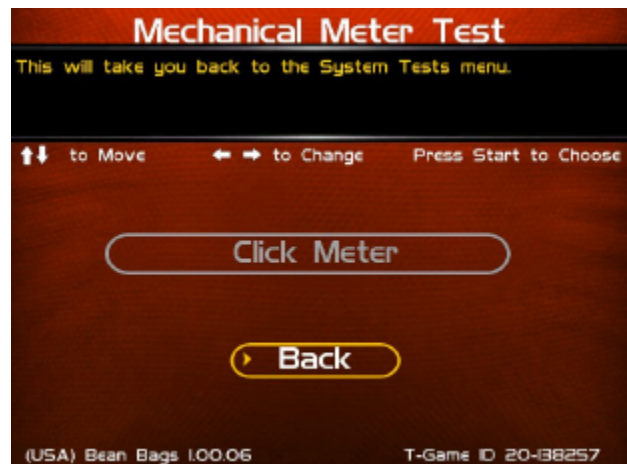 Mechanical Meter Test
This will take you back to the System Tests menu.
to Move to Change Press Start to Choose
Click Meter
Back
(USA) Bean Bags 1.00.06 T-Game ID 20-138257